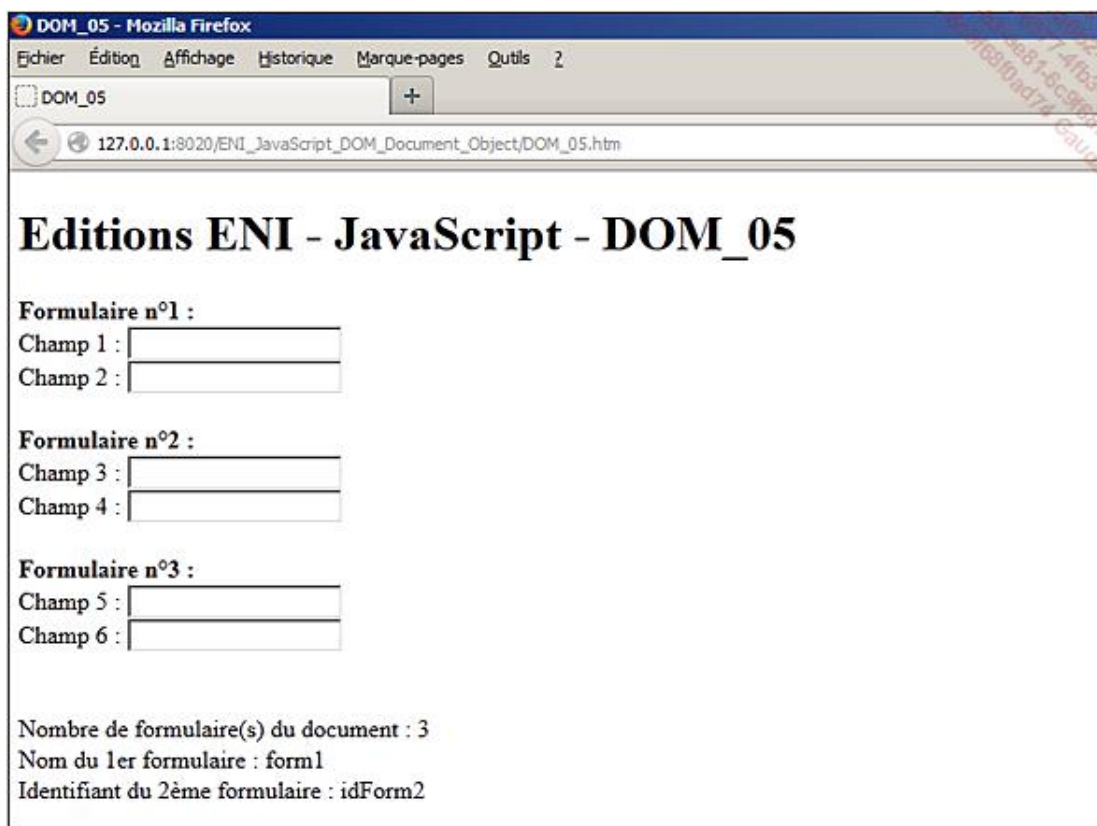 DOM_05 - Mozilla Firefox
Fichier Édition Affichage Historique Marque-pages Outils ?
DOM_05 +
127.0.0.1:8020/ENI_JavaScript_DOM_Document_Object/DOM_05.htm
Editions ENI - JavaScript - DOM_05
Formulaire n°1 :
Champ 1 :
Champ 2 :
Formulaire n°2 :
Champ 3 :
Champ 4 :
Formulaire n°3 :
Champ 5 :
Champ 6 :
Nombre de formulaire(s) du document : 3
Nom du 1er formulaire : form1
Identifiant du 2ème formulaire : idForm2